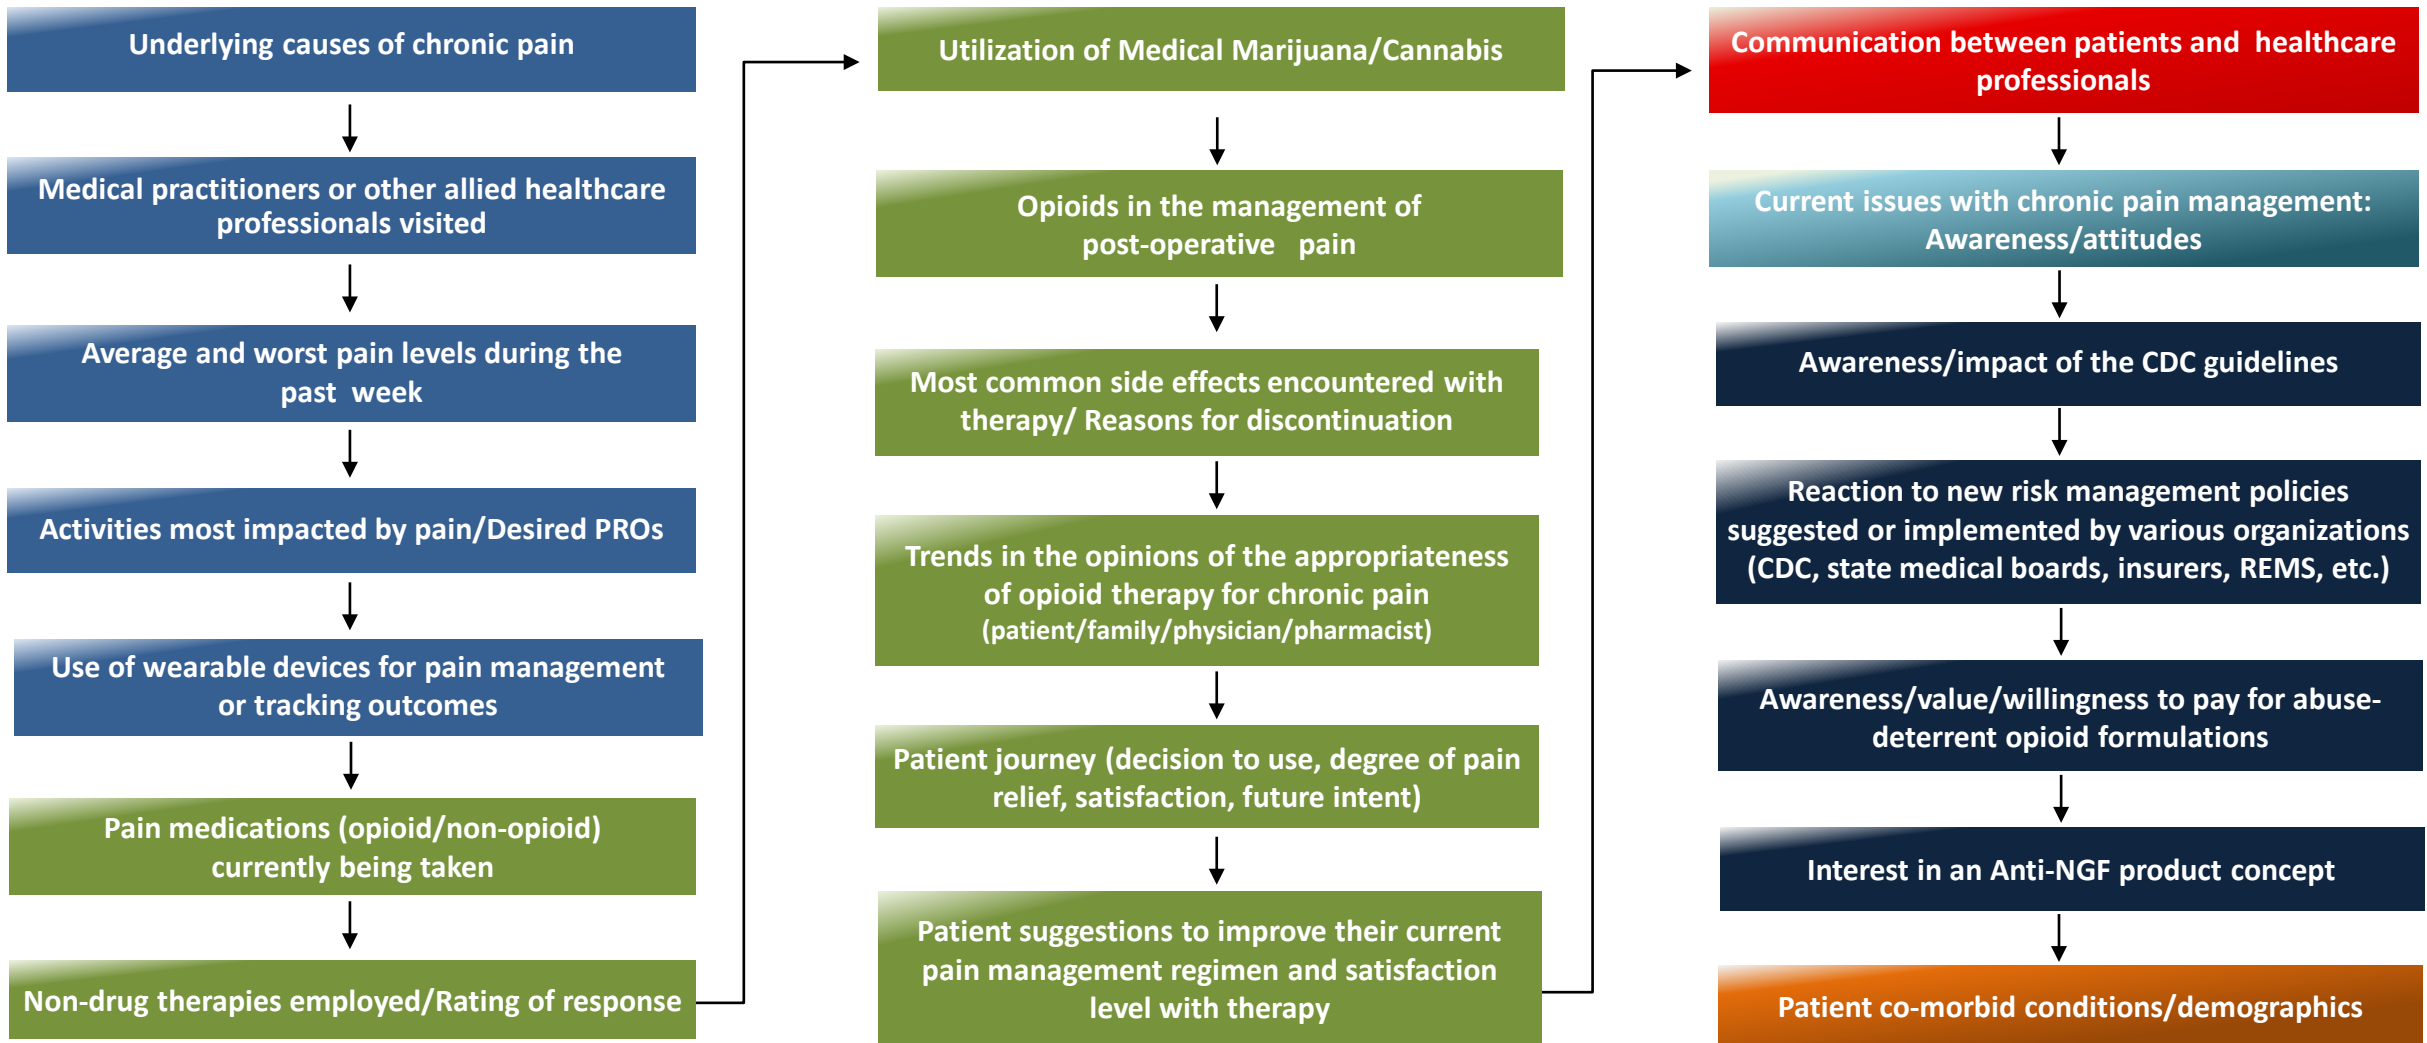 Underlying causes of chronic pain
Medical practitioners or other allied healthcare
professionals visited
Average and worst pain levels during the
past week
Activities most impacted by pain/Desired PROs
Use of wearable devices for pain management
or tracking outcomes
Pain medications (opioid/non-opioid)
currently being taken
Non-drug therapies employed/Rating of response
Utilization of Medical Marijuana/Cannabis
Opioids in the management of
post-operative pain
Most common side effects encountered with
therapy/ Reasons for discontinuation
Trends in the opinions of the appropriateness
of opioid therapy for chronic pain
(patient/family/physician/pharmacist)
Patient journey (decision to use, degree of pain
relief, satisfaction, future intent)
Patient suggestions to improve their current
pain management regimen and satisfaction
level with therapy
Communication between patients and healthcare
professionals
Current issues with chronic pain management:
Awareness/attitudes
Awareness/impact of the CDC guidelines
Reaction to new risk management policies
suggested or implemented by various organizations
(CDC, state medical boards, insurers, REMS, etc.)
Awareness/value/willingness to pay for abuse-
deterrent opioid formulations
Interest in an Anti-NGF product concept
Patient co-morbid conditions/demographics